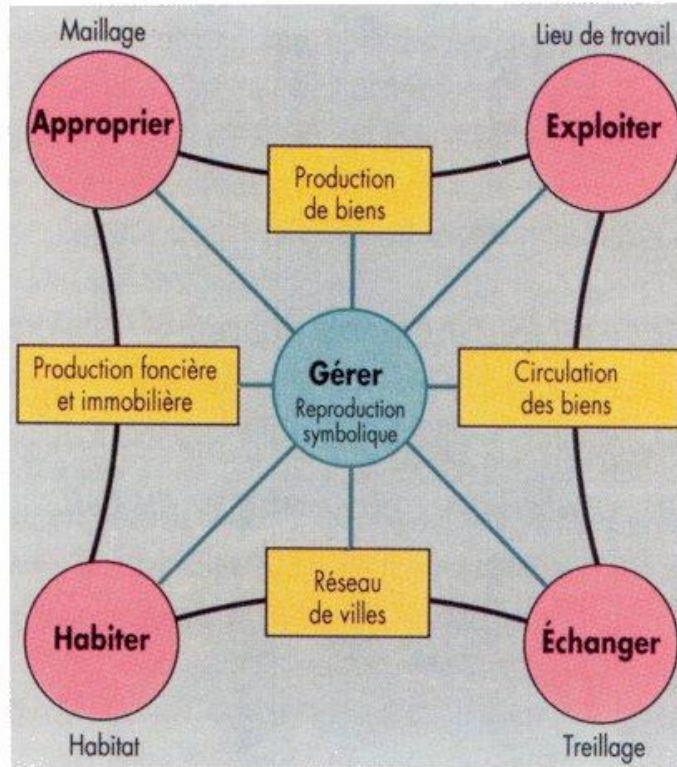 Maillage
Lieu de travail
Approprier
Exploiter
Production
de biens
Production foncière
et immobilière
Gérer
Reproduction
symbolique
Circulation
des biens
Réseau
de villes
Habiter
Échanger
Habitat
Treillage